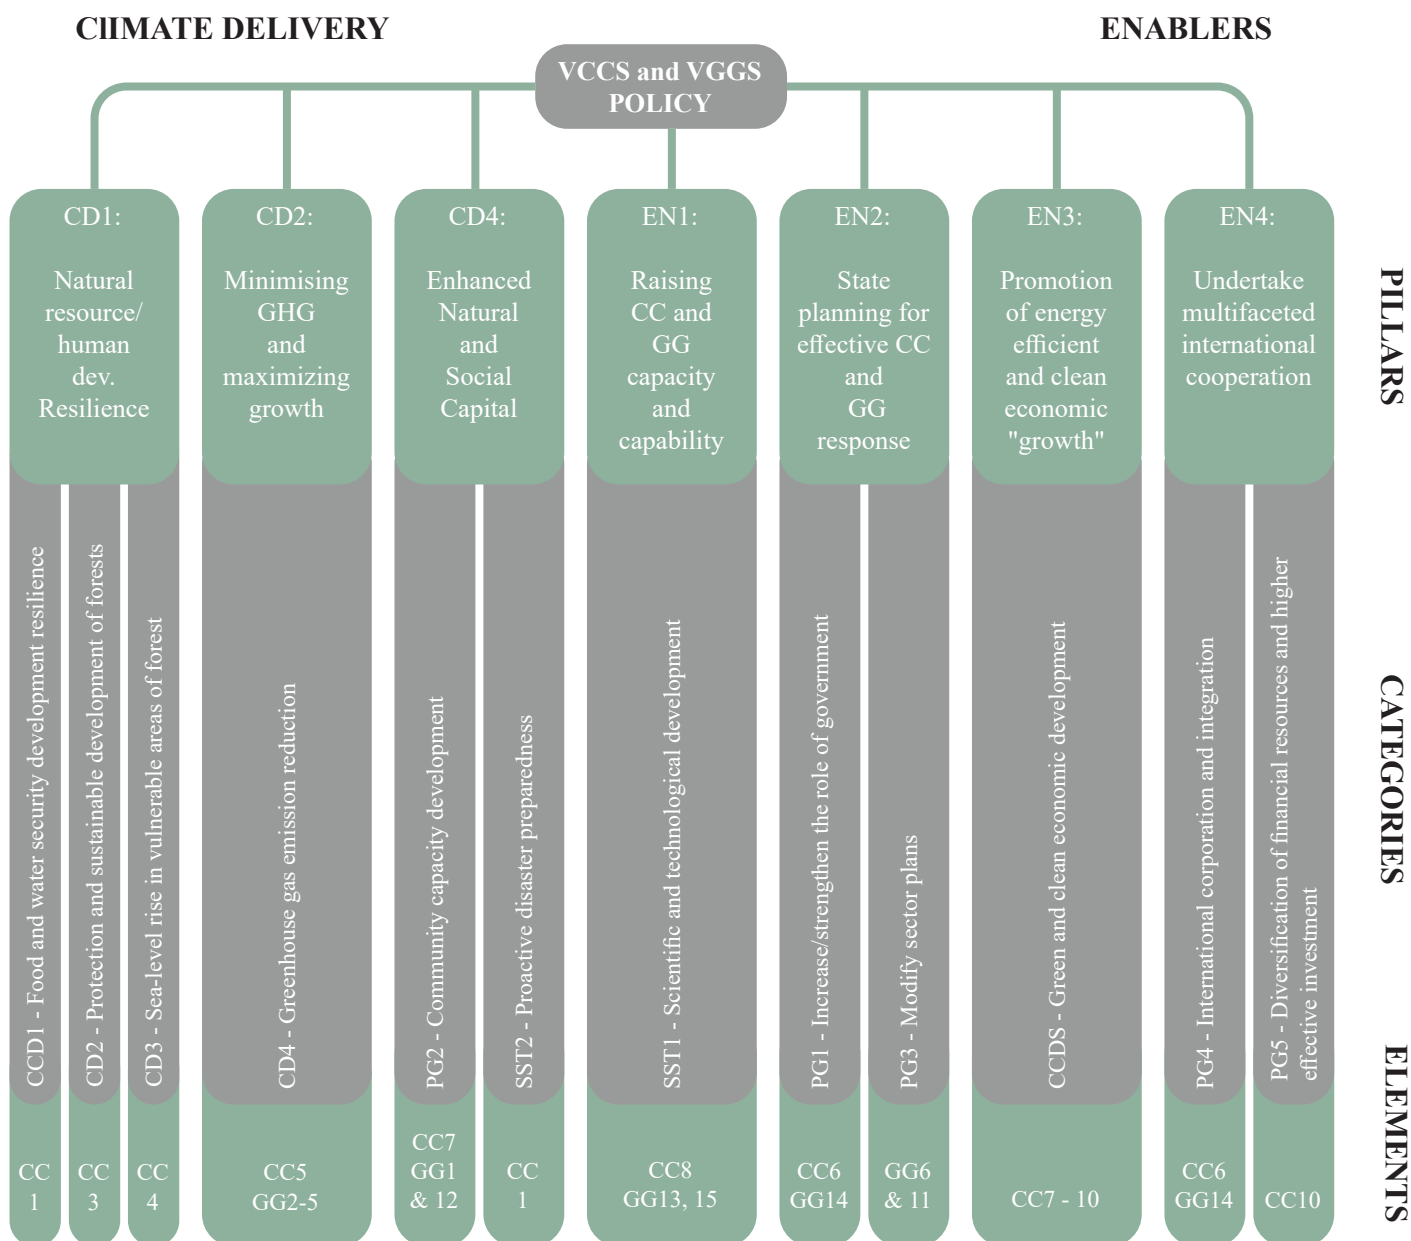 ClIMATE DELIVERY
ENABLERS
VCCS and VGGS
POLICY
CD1:
Natural
resource/
human
dev.
Resilience
CD2:
Minimising
GHG
and
maximizing
growth
CD4:
Enhanced
Natural
and
Social
Capital
EN1:
Raising
CC and
GG
capacity
and
capability
EN2:
State
planning for
effective CC
and
GG
response
EN3:
Promotion
of energy
efficient
and clean
economic
"growth"
EN4:
Undertake
multifaceted
international
cooperation
PILLARS
CCD1 - Food and water security development resilience
CD2 - Protection and sustainable development of forests
CD3 - Sea-level rise in vulnerable areas of forest
CD4 - Greenhouse gas emission reduction
PG2 - Community capacity development
SST2 - Proactive disaster preparedness
SST1 - Scientific and technological development
PG1 - Increase/strengthen the role of government
PG3 - Modify sector plans
CCDS - Green and clean economic development
PG4 - International corporation and integration
PG5 - Diversification of financial resources and higher
effective investment
CATEGORIES
CC
1
CC
3
CC
4
CC5
GG2-5
CC7
GG1
& 12
CC
1
CC8
GG13, 15
CC6
GG14
GG6
& 11
CC7 - 10
CC6
GG14
CC10
ELEMENTS